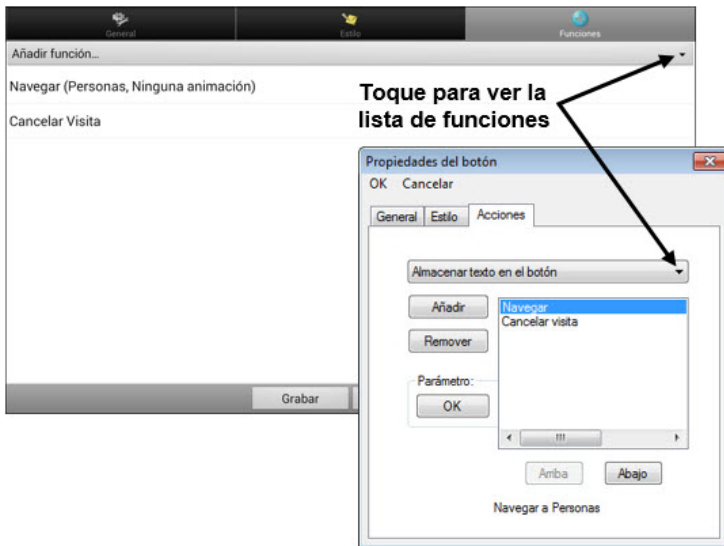 General
Estilo
Funciones
Añadir función...
Navegar (Personas, Ninguna animación)
Cancelar Visita
Toque para ver la
lista de funciones
Grabar
Propiedades del botón
OK Cancelar
General Estilo Acciones
Almacenar texto en el botón
Añadir
Remover
Navegar
Cancelar visita
Parámetro:
OK
Arriba
Abajo
Navegar a Personas